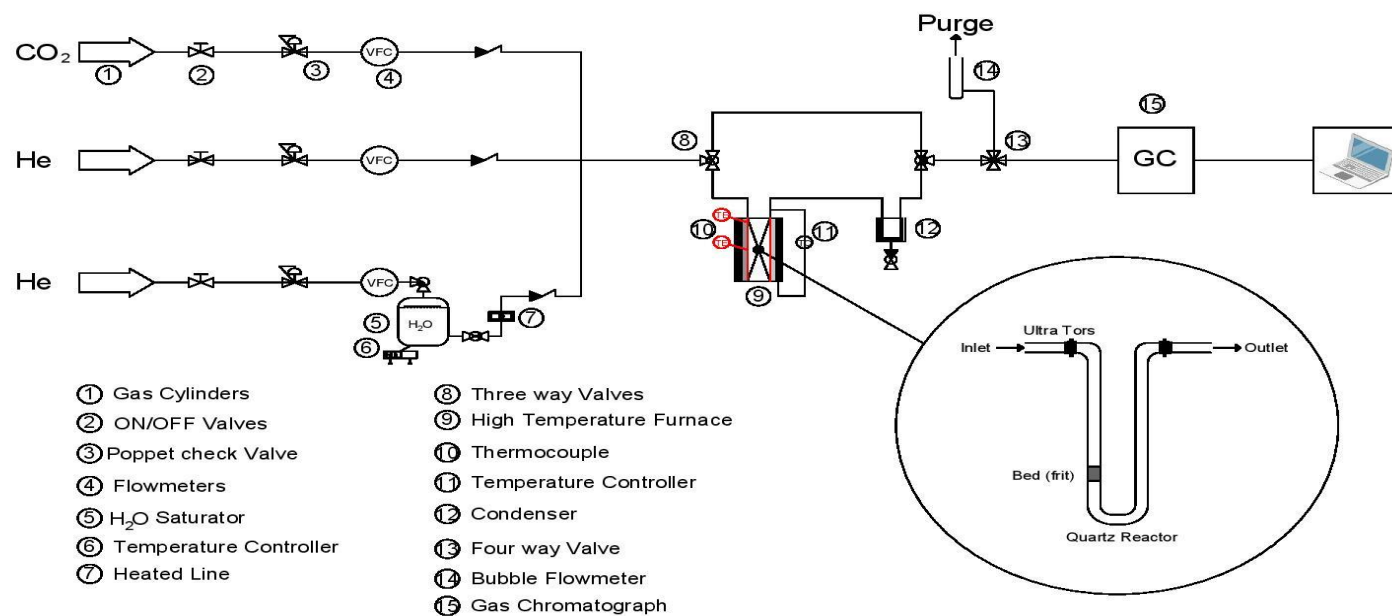 Purge
CO₂
1
2
3
VFC
4
14
15
He
VFC
8
13
GC
10
TE
TE
11
12
9
He
VFC
5
H₂O
7
6
Ultra Tors
Inlet
Outlet
Bed (frit)
Quartz Reactor
1 Gas Cylinders
2 ON/OFF Valves
3 Poppet check Valve
4 Flowmeters
5 H₂O Saturator
6 Temperature Controller
7 Heated Line
8 Three way Valves
9 High Temperature Furnace
10 Thermocouple
11 Temperature Controller
12 Condenser
13 Four way Valve
14 Bubble Flowmeter
15 Gas Chromatograph